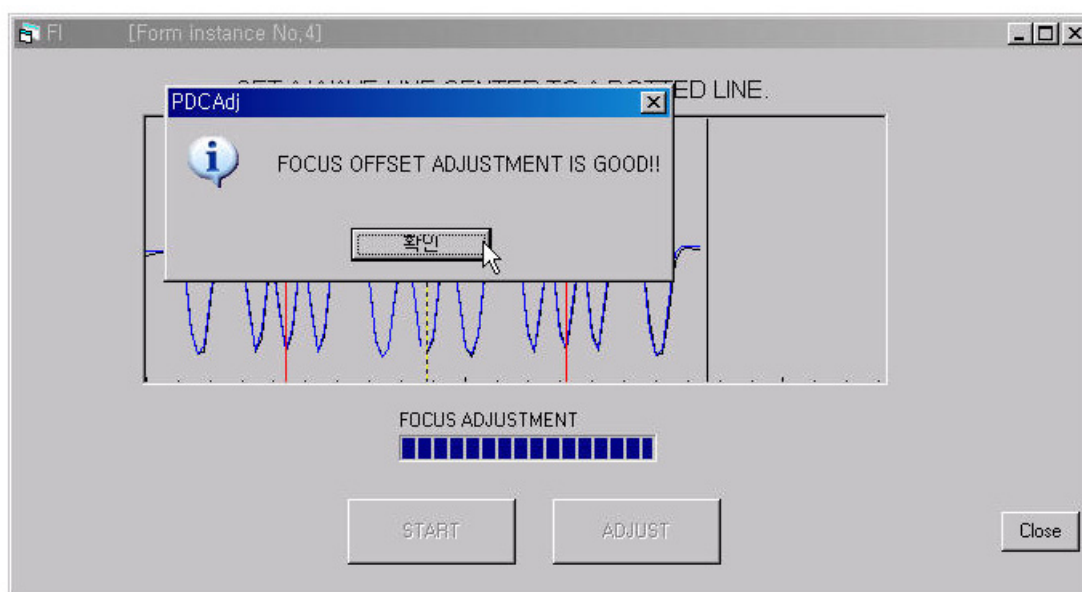 FI [Form instance No,4]
ED LINE.
PDCAdj
FOCUS OFFSET ADJUSTMENT IS GOOD!!
확인
FOCUS ADJUSTMENT
START
ADJUST
Close